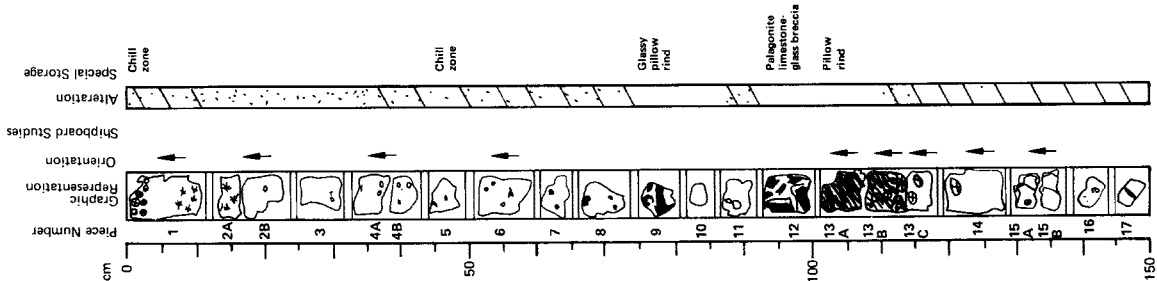 cm
0
50
100
150
Piece Number
1
2A
2B
3
4A
4B
5
6
7
8
9
10
11
12
13
A
13
B
13
C
14
15
A
15
B
16
17
Graphic
Representation
Orientation
Shipboard Studies
Alteration
Special Storage
Chill
zone
Chill
zone
Glassy
pillow
rind
Palagonite
limestone-
glass breccia
Pillow
rind